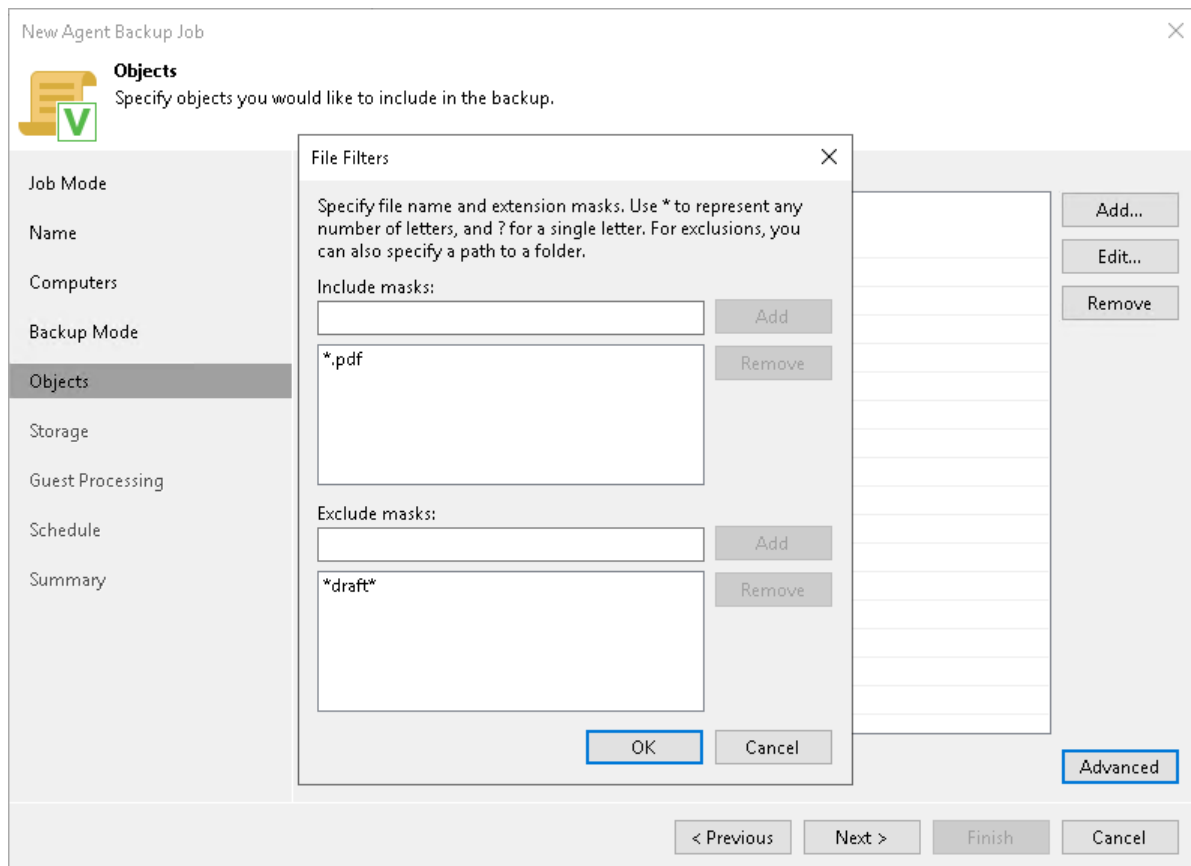 New Agent Backup Job
Objects
Specify objects you would like to include in the backup.
V
Job Mode
Name
Computers
Backup Mode
Objects
Storage
Guest Processing
Schedule
Summary
File Filters
Specify file name and extension masks. Use * to represent any
number of letters, and ? for a single letter. For exclusions, you
can also specify a path to a folder.
Include masks:
Add
*.pdf
Remove
Exclude masks:
Add
*draft*
Remove
OK
Cancel
Add...
Edit...
Remove
Advanced
< Previous
Next >
Finish
Cancel